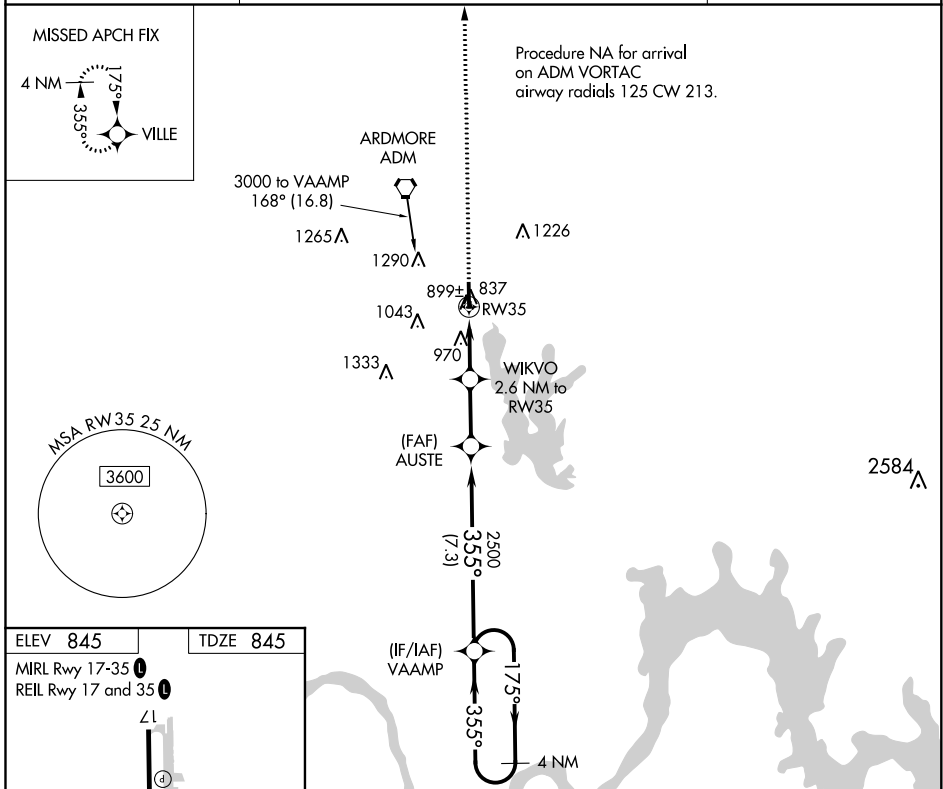 MISSED APCH FIX
4 NM
175°
355°
VILLE
Procedure NA for arrival
on ADM VORTAC
airway radials 125 CW 213.
ARDMORE
ADM
3000 to VAAMP
168° (16.8)
1265
1226
1290
899±
837
RW35
1043
970
1333
WIKVO
2.6 NM to
RW35
(FAF)
AUSTE
MSA RW35 25 NM
3600
2584
2500
355°
(7.3)
(IF/IAF)
VAAMP
175°
355°
4 NM
ELEV 845
TDZE 845
MIRL Rwy 17-35 L
REIL Rwy 17 and 35 L
17
P